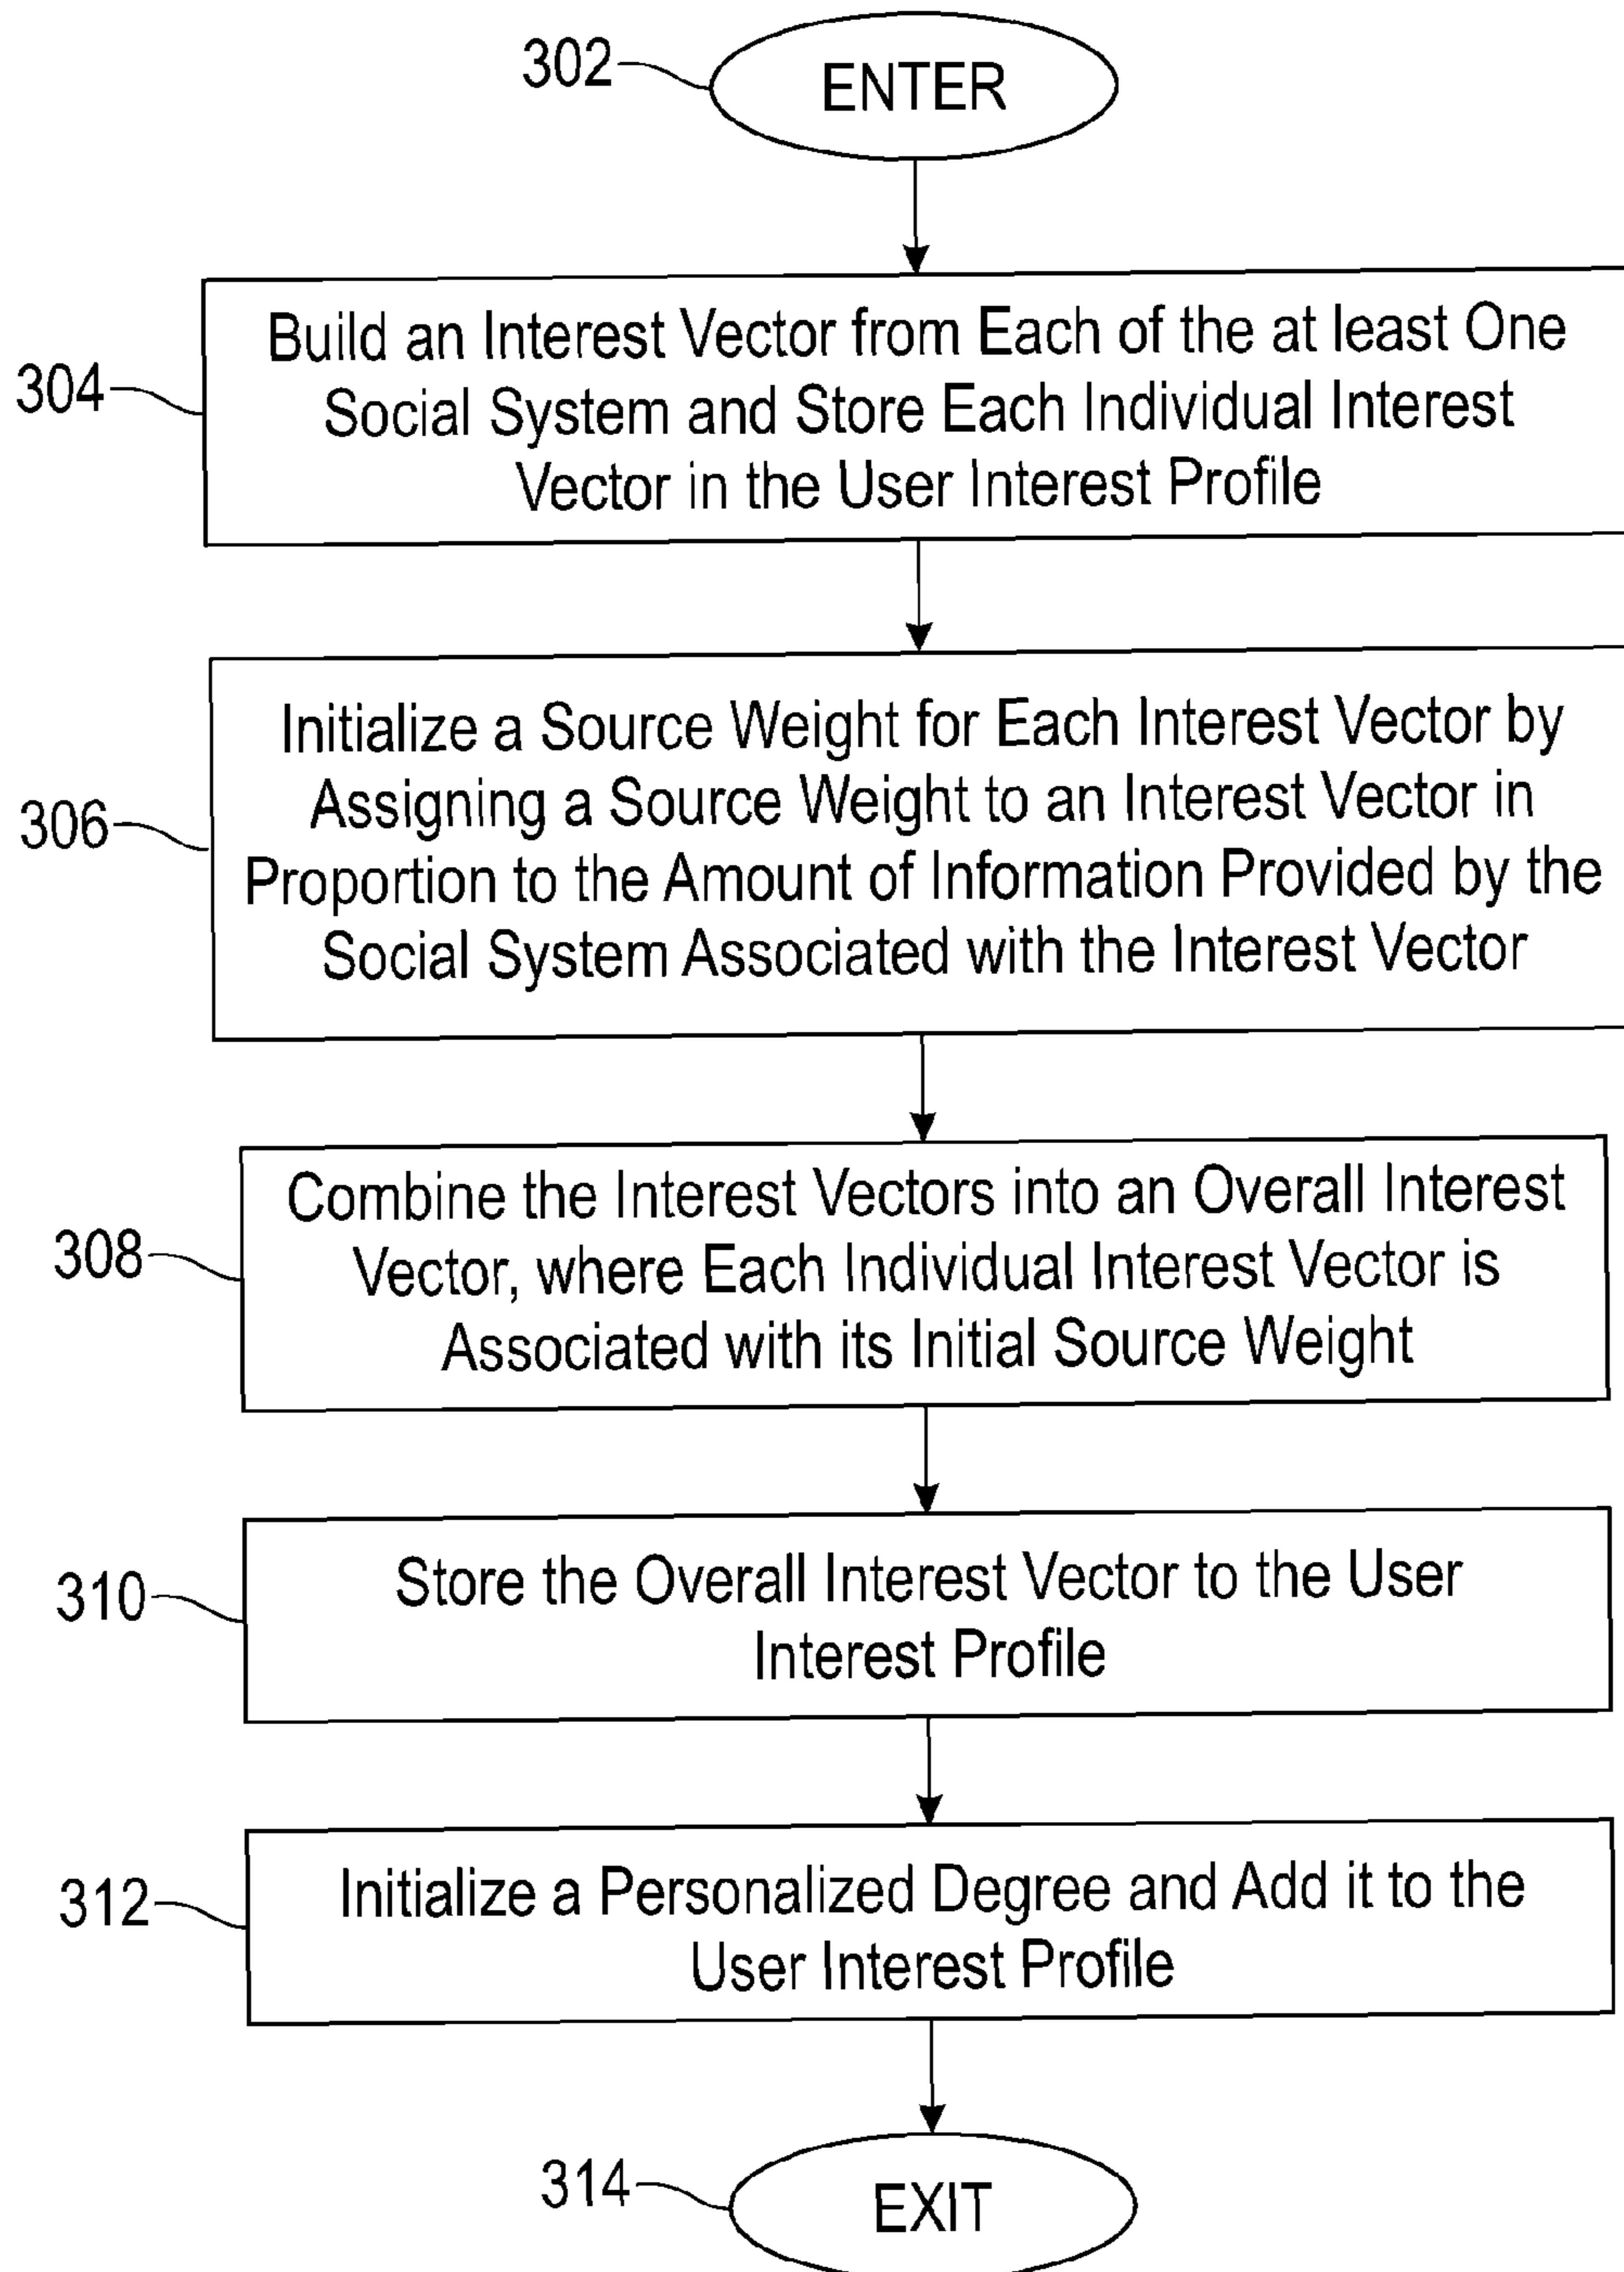 302
ENTER
304
Build an Interest Vector from Each of the at least One
Social System and Store Each Individual Interest
Vector in the User Interest Profile
306
Initialize a Source Weight for Each Interest Vector by
Assigning a Source Weight to an Interest Vector in
Proportion to the Amount of Information Provided by the
Social System Associated with the Interest Vector
308
Combine the Interest Vectors into an Overall Interest
Vector, where Each Individual Interest Vector is
Associated with its Initial Source Weight
310
Store the Overall Interest Vector to the User
Interest Profile
312
Initialize a Personalized Degree and Add it to the
User Interest Profile
314
EXIT